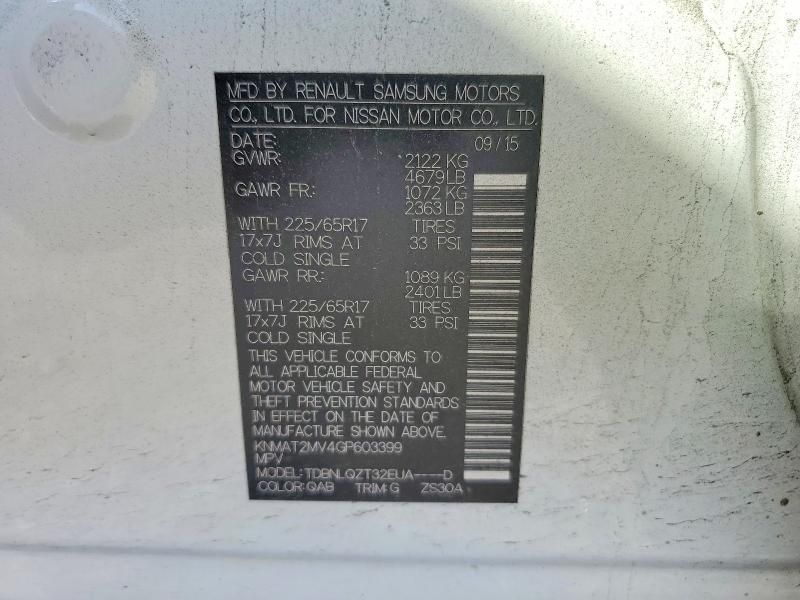 MFD BY RENAULT SAMSUNG MOTORS
CO., LTD. FOR NISSAN MOTOR CO., LTD.
DATE: 09/15
GVWR: 2122 KG
4679 LB
GAWR FR: 1072 KG
2363 LB
WITH 225/65R17 TIRES
17x7J RIMS AT 33 PSI
COLD SINGLE
GAWR RR: 1089 KG
2401 LB
WITH 225/65R17 TIRES
17x7J RIMS AT 33 PSI
COLD SINGLE
THIS VEHICLE CONFORMS TO
ALL APPLICABLE FEDERAL
MOTOR VEHICLE SAFETY AND
THEFT PREVENTION STANDARDS
IN EFFECT ON THE DATE OF
MANUFACTURE SHOWN ABOVE.
KNMAT2MV4GP603399
MPV
MODEL: TDBNLQZT32EUA----D
COLOR: QAB TRIM: G ZS30A